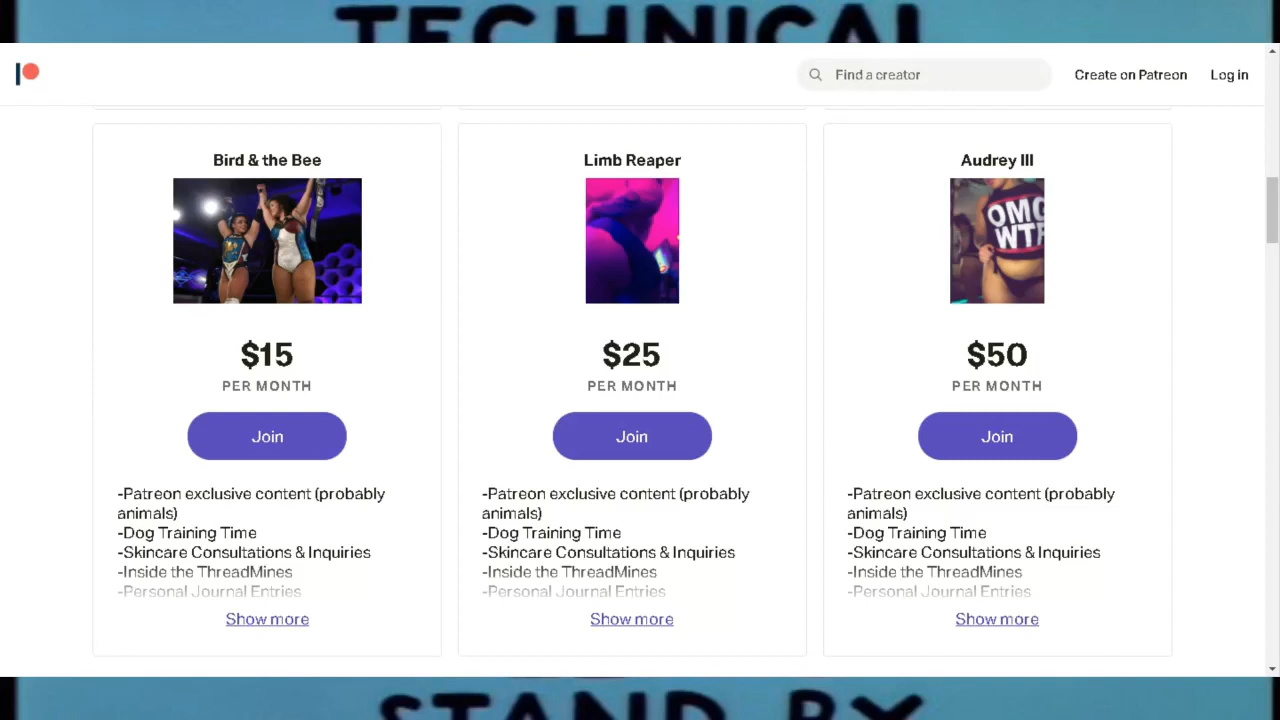 TECHNICAL
Find a creator
Create on Patreon
Log in
Bird & the Bee
Limb Reaper
Audrey III
OMG
WTF
$15
PER MONTH
Join
$25
PER MONTH
Join
$50
PER MONTH
Join
-Patreon exclusive content (probably
animals)
-Dog Training Time
-Skincare Consultations & Inquiries
-Inside the ThreadMines
-Personal Journal Entries
Show more
-Patreon exclusive content (probably
animals)
-Dog Training Time
-Skincare Consultations & Inquiries
-Inside the ThreadMines
-Personal Journal Entries
Show more
-Patreon exclusive content (probably
animals)
-Dog Training Time
-Skincare Consultations & Inquiries
-Inside the ThreadMines
-Personal Journal Entries
Show more
STAND BY